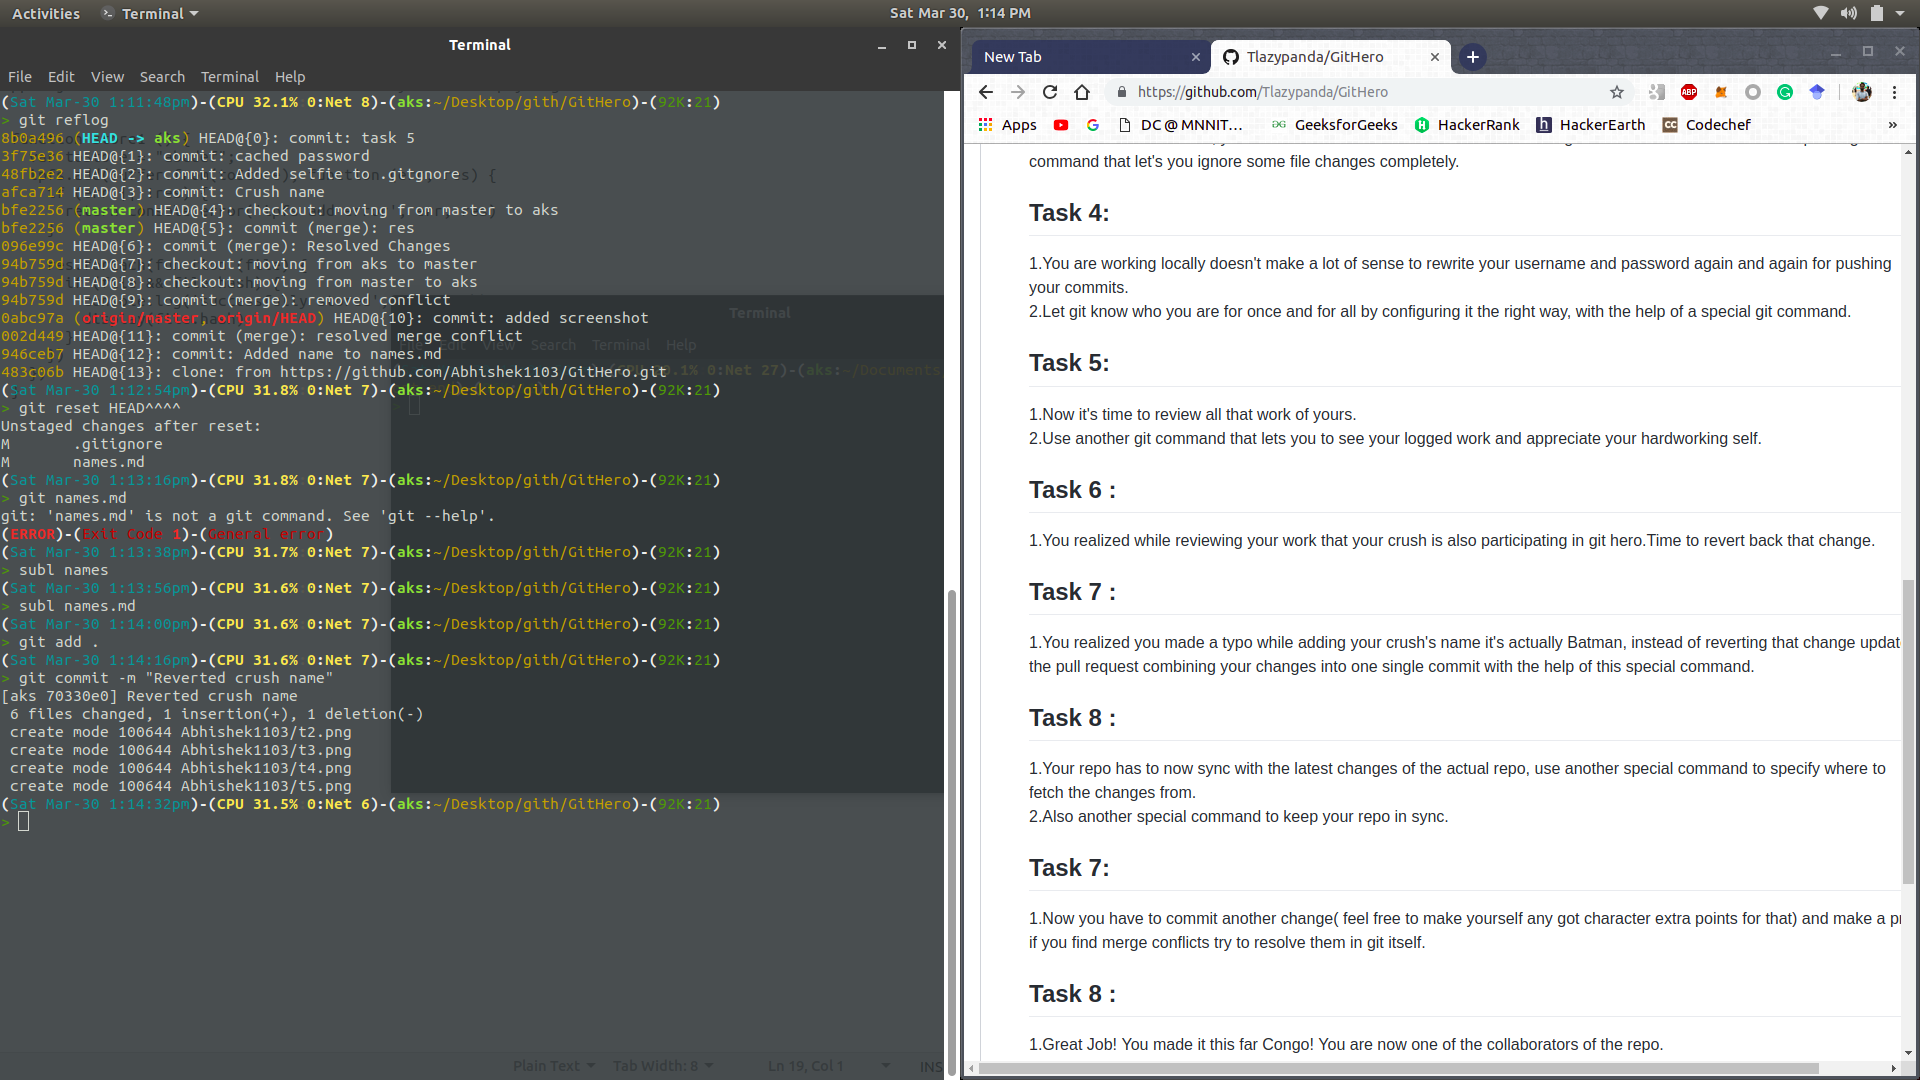 Activities
Terminal
Sat Mar 30, 1:14 PM
Terminal
File Edit View Search Terminal Help
(Sat Mar-30 1:11:48pm)-(CPU 32.1% 0:Net 8)-(aks:~/Desktop/gith/GitHero)-(92K:21)
> git reflog
8b0a496 (HEAD -> aks) HEAD@{0}: commit: task 5
3f75e36 HEAD@{1}: commit: cached password
48fb2e2 HEAD@{2}: commit: Added selfie to .gitgnore
afca714 HEAD@{3}: commit: Crush name
bfe2256 (master) HEAD@{4}: checkout: moving from master to aks
bfe2256 (master) HEAD@{5}: commit (merge): res
096e99c HEAD@{6}: commit (merge): Resolved Changes
94b759d HEAD@{7}: checkout: moving from aks to master
94b759d HEAD@{8}: checkout: moving from master to aks
94b759d HEAD@{9}: commit (merge): removed conflict
0abc97a (origin/master, origin/HEAD) HEAD@{10}: commit: added screenshot
002d449 HEAD@{11}: commit (merge): resolved merge conflict
946ceb7 HEAD@{12}: commit: Added name to names.md
483c06b HEAD@{13}: clone: from https://github.com/Abhishek1103/GitHero.git
(Sat Mar-30 1:12:54pm)-(CPU 31.8% 0:Net 7)-(aks:~/Desktop/gith/GitHero)-(92K:21)
> git reset HEAD^^^^
Unstaged changes after reset:
M .gitignore
M names.md
(Sat Mar-30 1:13:16pm)-(CPU 31.8% 0:Net 7)-(aks:~/Desktop/gith/GitHero)-(92K:21)
> git names.md
git: 'names.md' is not a git command. See 'git --help'.
(ERROR)-(Exit Code 1)-(General error)
(Sat Mar-30 1:13:38pm)-(CPU 31.7% 0:Net 7)-(aks:~/Desktop/gith/GitHero)-(92K:21)
> subl names
(Sat Mar-30 1:13:56pm)-(CPU 31.6% 0:Net 7)-(aks:~/Desktop/gith/GitHero)-(92K:21)
> subl names.md
(Sat Mar-30 1:14:00pm)-(CPU 31.6% 0:Net 7)-(aks:~/Desktop/gith/GitHero)-(92K:21)
> git add .
(Sat Mar-30 1:14:16pm)-(CPU 31.6% 0:Net 7)-(aks:~/Desktop/gith/GitHero)-(92K:21)
> git commit -m "Reverted crush name"
[aks 70330e0] Reverted crush name
6 files changed, 1 insertion(+), 1 deletion(-)
create mode 100644 Abhishek1103/t2.png
create mode 100644 Abhishek1103/t3.png
create mode 100644 Abhishek1103/t4.png
create mode 100644 Abhishek1103/t5.png
(Sat Mar-30 1:14:32pm)-(CPU 31.5% 0:Net 6)-(aks:~/Desktop/gith/GitHero)-(92K:21)
>
Terminal
File Edit View Search Terminal Help
Plain Text Tab Width: 8 Ln 19, Col 1 INS
New Tab
Tlazypanda/GitHero
https://github.com/Tlazypanda/GitHero
ABP
Apps DC @ MNNIT... GeeksforGeeks HackerRank HackerEarth Codechef »
command that let's you ignore some file changes completely.
Task 4:
1.You are working locally doesn't make a lot of sense to rewrite your username and password again and again for pushing
your commits.
2.Let git know who you are for once and for all by configuring it the right way, with the help of a special git command.
Task 5:
1.Now it's time to review all that work of yours.
2.Use another git command that lets you to see your logged work and appreciate your hardworking self.
Task 6 :
1.You realized while reviewing your work that your crush is also participating in git hero.Time to revert back that change.
Task 7 :
1.You realized you made a typo while adding your crush's name it's actually Batman, instead of reverting that change updat
the pull request combining your changes into one single commit with the help of this special command.
Task 8 :
1.Your repo has to now sync with the latest changes of the actual repo, use another special command to specify where to
fetch the changes from.
2.Also another special command to keep your repo in sync.
Task 7:
1.Now you have to commit another change( feel free to make yourself any got character extra points for that) and make a p
if you find merge conflicts try to resolve them in git itself.
Task 8 :
1.Great Job! You made it this far Congo! You are now one of the collaborators of the repo.